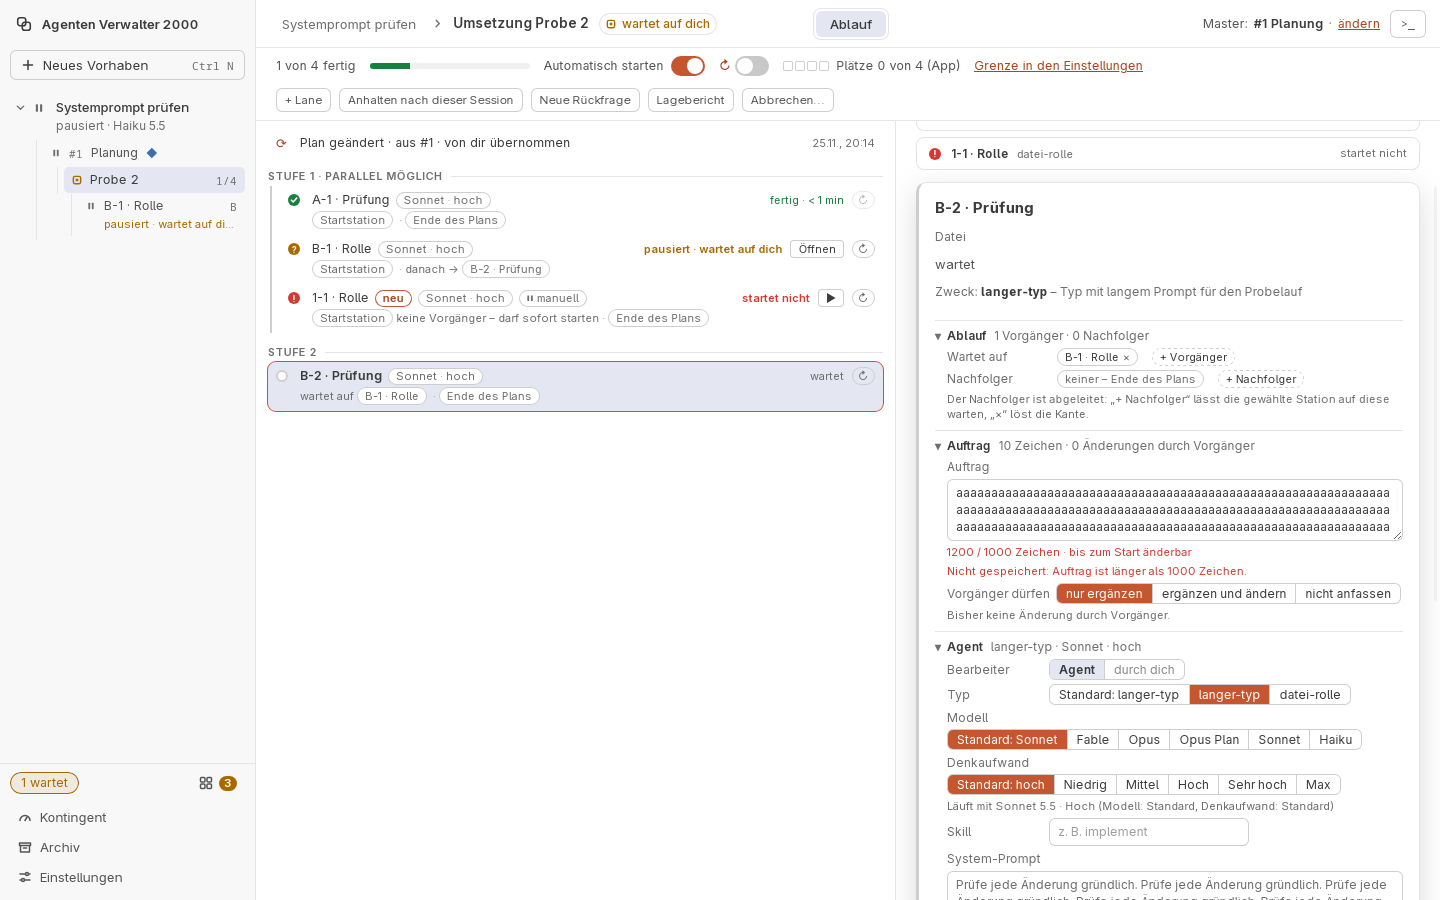 Agenten Verwalter 2000
Neues Vorhaben Ctrl N
Systemprompt prüfen
pausiert · Haiku 5.5
#1 Planung
Probe 2 1/4
B-1 · Rolle B
pausiert · wartet auf di...
1 wartet 3
Kontingent
Archiv
Einstellungen
Systemprompt prüfen > Umsetzung Probe 2 wartet auf dich
Ablauf
Master: #1 Planung · ändern >_
1 von 4 fertig Automatisch starten Plätze 0 von 4 (App) Grenze in den Einstellungen
+ Lane Anhalten nach dieser Session Neue Rückfrage Lagebericht Abbrechen...
Plan geändert · aus #1 · von dir übernommen 25.11., 20:14
STUFE 1 · PARALLEL MÖGLICH
A-1 · Prüfung Sonnet · hoch fertig · < 1 min
Startstation · Ende des Plans
B-1 · Rolle Sonnet · hoch pausiert · wartet auf dich Öffnen
Startstation · danach → B-2 · Prüfung
1-1 · Rolle neu Sonnet · hoch manuell startet nicht
Startstation keine Vorgänger – darf sofort starten · Ende des Plans
STUFE 2
B-2 · Prüfung Sonnet · hoch wartet
wartet auf B-1 · Rolle · Ende des Plans
1-1 · Rolle datei-rolle startet nicht
B-2 · Prüfung
Datei
wartet
Zweck: langer-typ – Typ mit langem Prompt für den Probelauf
▾ Ablauf 1 Vorgänger · 0 Nachfolger
Wartet auf B-1 · Rolle × + Vorgänger
Nachfolger keiner – Ende des Plans + Nachfolger
Der Nachfolger ist abgeleitet: „+ Nachfolger“ lässt die gewählte Station auf diese
warten, „×“ löst die Kante.
▾ Auftrag 10 Zeichen · 0 Änderungen durch Vorgänger
Auftrag
aaaaaaaaaaaaaaaaaaaaaaaaaaaaaaaaaaaaaaaaaaaaaaaaaaaaaaaaaaaaaa
aaaaaaaaaaaaaaaaaaaaaaaaaaaaaaaaaaaaaaaaaaaaaaaaaaaaaaaaaaaaaa
aaaaaaaaaaaaaaaaaaaaaaaaaaaaaaaaaaaaaaaaaaaaaaaaaaaaaaaaaaaaaa
1200 / 1000 Zeichen · bis zum Start änderbar
Nicht gespeichert: Auftrag ist länger als 1000 Zeichen.
Vorgänger dürfen nur ergänzen ergänzen und ändern nicht anfassen
Bisher keine Änderung durch Vorgänger.
▾ Agent langer-typ · Sonnet · hoch
Bearbeiter Agent durch dich
Typ Standard: langer-typ langer-typ datei-rolle
Modell
Standard: Sonnet Fable Opus Opus Plan Sonnet Haiku
Denkaufwand
Standard: hoch Niedrig Mittel Hoch Sehr hoch Max
Läuft mit Sonnet 5.5 · Hoch (Modell: Standard, Denkaufwand: Standard)
Skill z. B. implement
System-Prompt
Prüfe jede Änderung gründlich. Prüfe jede Änderung gründlich. Prüfe jede
Änderung gründlich. Prüfe jede Änderung gründlich. Prüfe jede Änderung